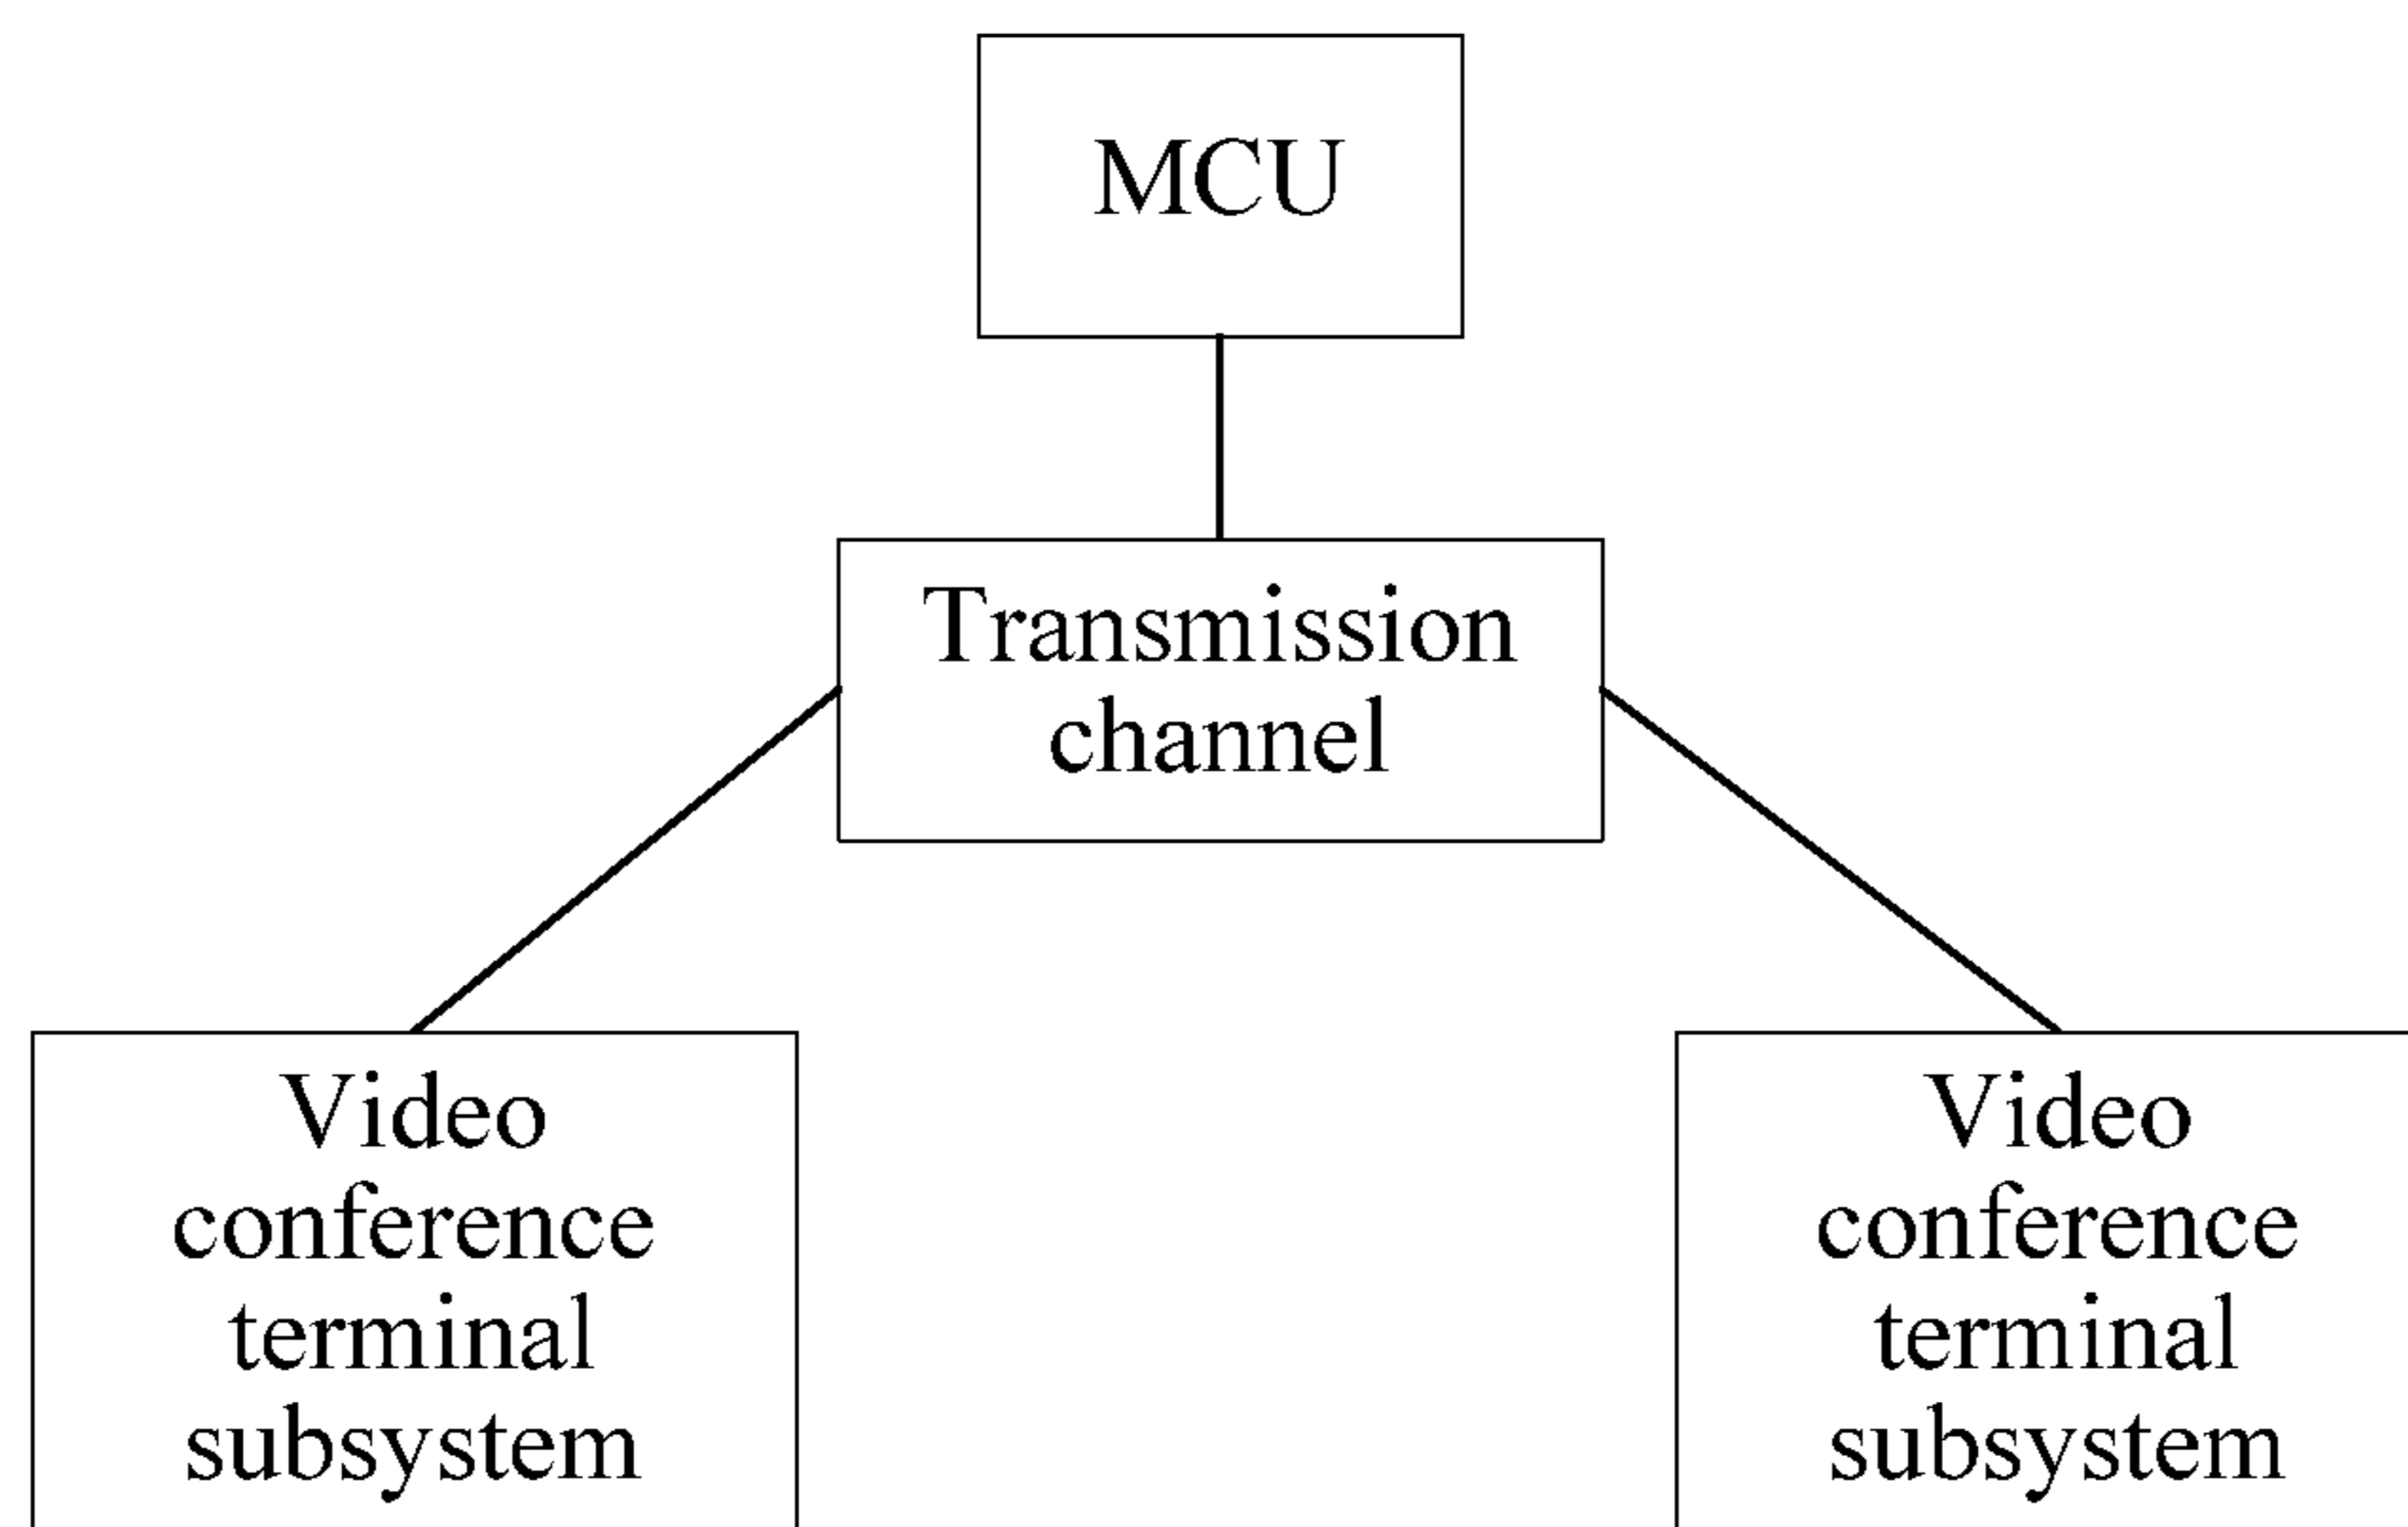 MCU
Transmission
channel
Video
conference
terminal
subsystem
Video
conference
terminal
subsystem